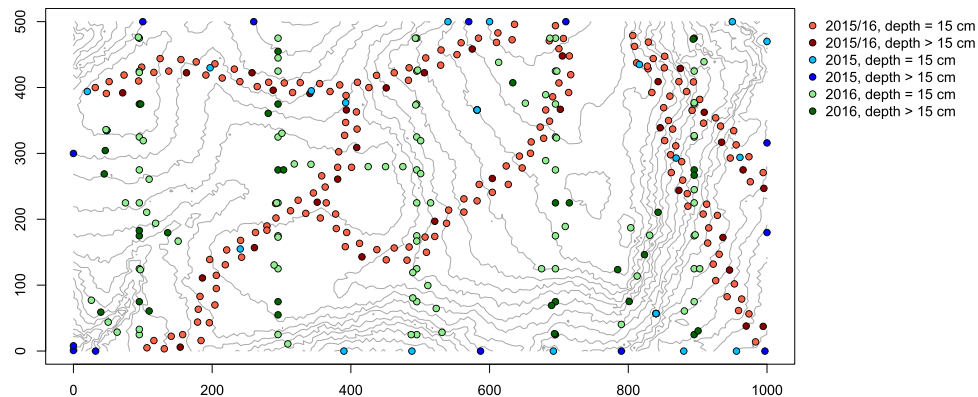 500
400
300
200
100
0
0
200
400
600
800
1000
2015/16, depth = 15 cm
2015/16, depth > 15 cm
2015, depth = 15 cm
2015, depth > 15 cm
2016, depth = 15 cm
2016, depth > 15 cm